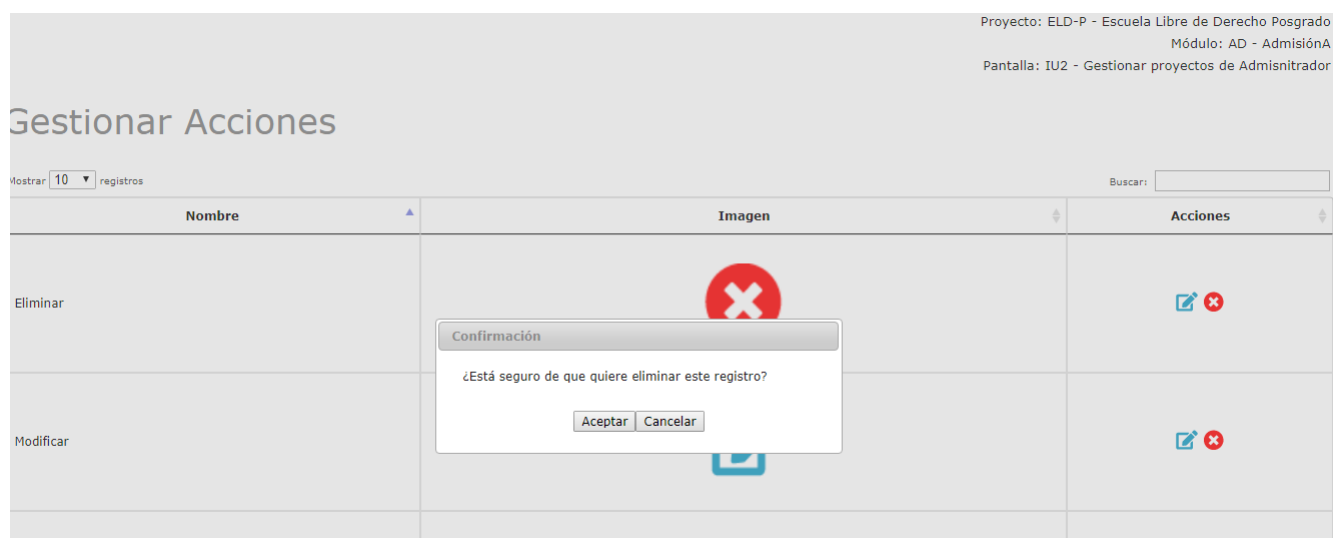 Proyecto: ELD-P - Escuela Libre de Derecho Posgrado
Módulo: AD - AdmisiónA
Pantalla: IU2 - Gestionar proyectos de Admisnitrador
Gestionar Acciones
Mostrar 10 registros Buscar:
Nombre Imagen Acciones
Eliminar
Confirmación
¿Está seguro de que quiere eliminar este registro?
Aceptar Cancelar
Modificar